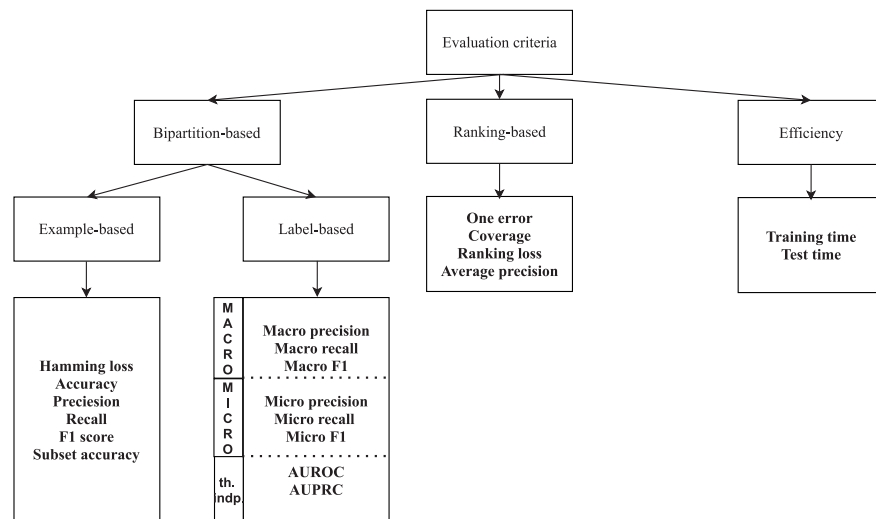 Evaluation criteria
Bipartition-based
Ranking-based
Efficiency
Example-based
Label-based
One error
Coverage
Ranking loss
Average precision
Training time
Test time
Hamming loss
Accuracy
Preciesion
Recall
F1 score
Subset accuracy
MACRO
Macro precision
Macro recall
Macro F1
MICRO
Micro precision
Micro recall
Micro F1
th.
indp.
AUROC
AUPRC